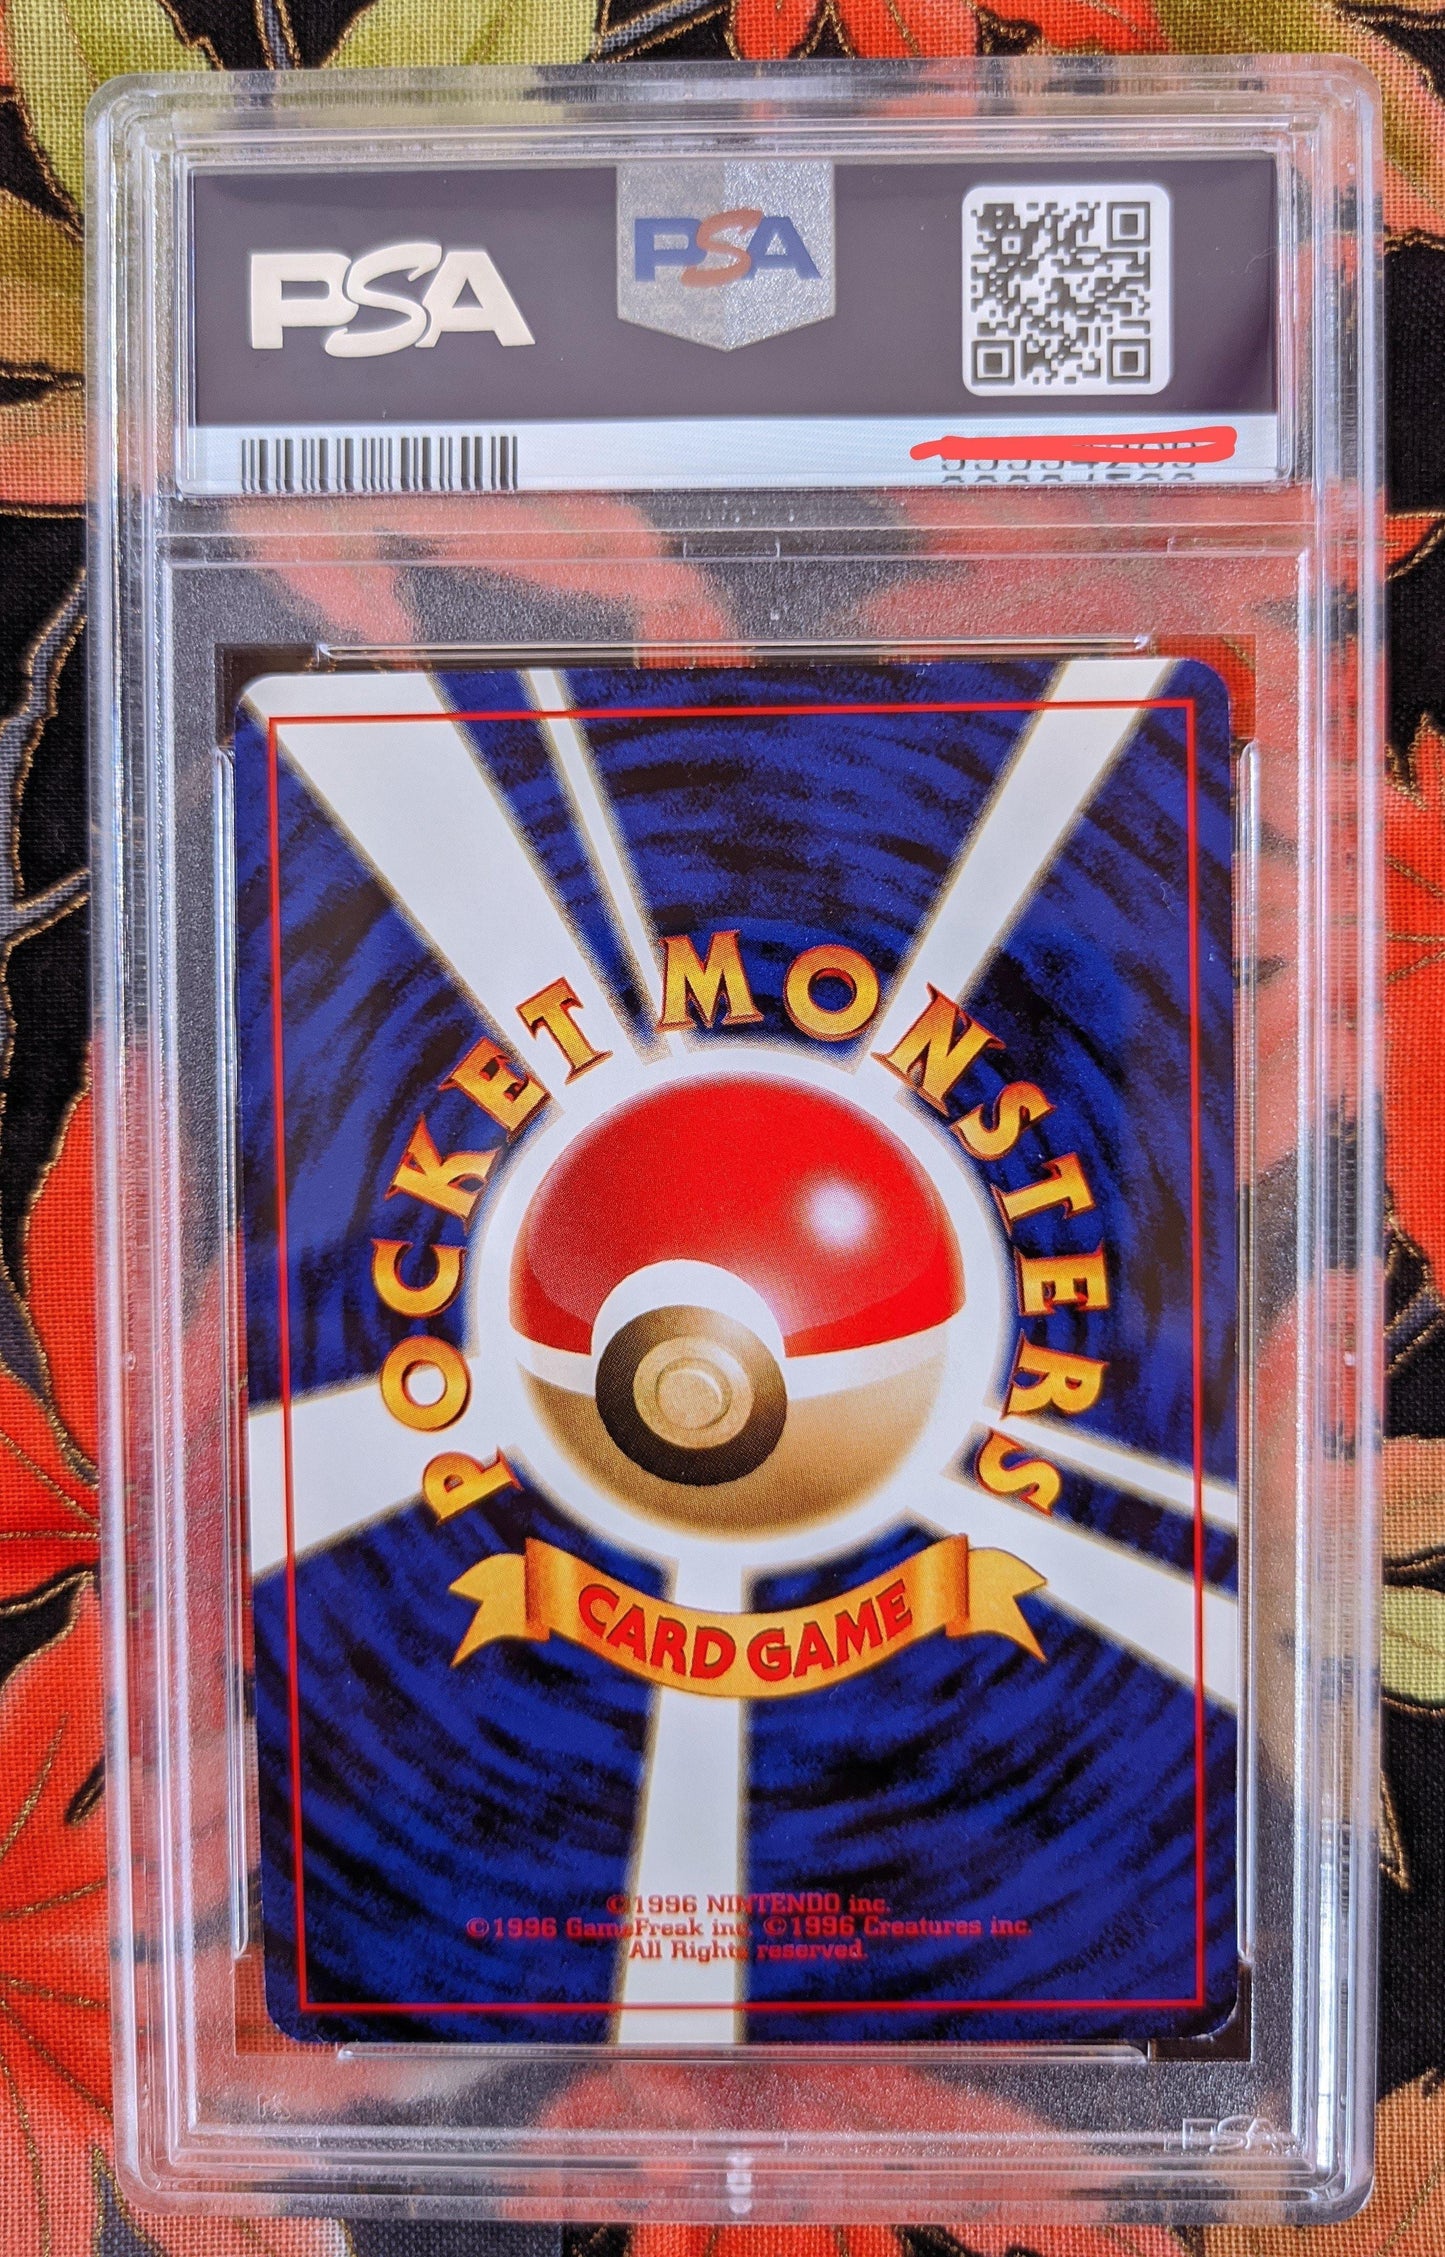 PSA
PSA
POCKET MONSTERS
CARD GAME
©1996 NINTENDO inc.
©1996 GameFreak inc. ©1996 Creatures inc.
All Rights reserved.
PSA